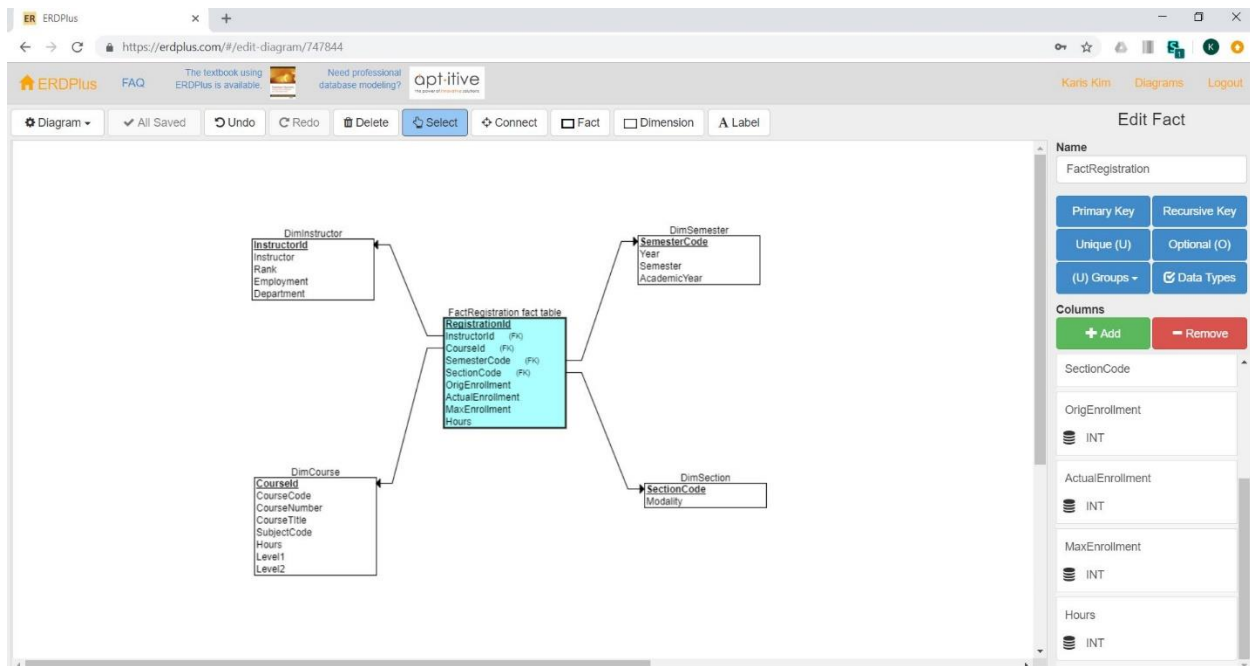 ER ERDPlus
https://erdplus.com/#/edit-diagram/747844
ERDPlus
FAQ
The textbook using
ERDPlus is available.
Need professional
database modeling?
apt·itive
Karis Kim
Diagrams
Logout
Diagram
All Saved
Undo
Redo
Delete
Select
Connect
Fact
Dimension
A Label
DimInstructor
InstructorId
Instructor
Rank
Employment
Department
DimSemester
SemesterCode
Year
Semester
AcademicYear
FactRegistration fact table
RegistrationId
InstructorId (FK)
CourseId (FK)
SemesterCode (FK)
SectionCode (FK)
OrigEnrollment
ActualEnrollment
MaxEnrollment
Hours
DimCourse
CourseId
CourseCode
CourseNumber
CourseTitle
SubjectCode
Hours
Level1
Level2
DimSection
SectionCode
Modality
Edit Fact
Name
FactRegistration
Primary Key
Recursive Key
Unique (U)
Optional (O)
(U) Groups
Data Types
Columns
Add
Remove
SectionCode
OrigEnrollment
INT
ActualEnrollment
INT
MaxEnrollment
INT
Hours
INT